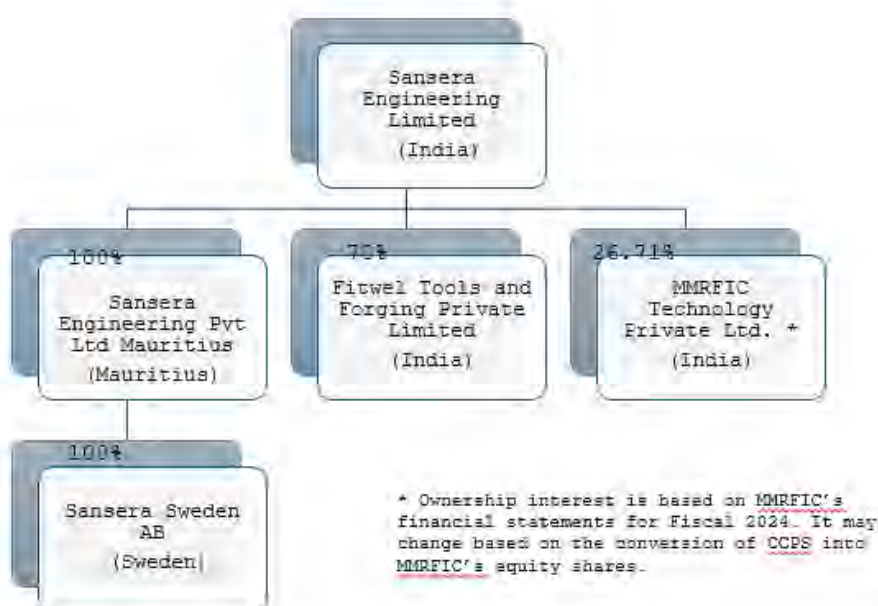 Sansera
Engineering
Limited
(India)
100%
Sansera
Engineering Pvt
Ltd Mauritius
(Mauritius)
70%
Fitwel Tools and
Forging Private
Limited
(India)
26.71%
MMRFIC
Technology
Private Ltd. *
(India)
100%
Sansera Sweden
AB
(Sweden)
* Ownership interest is based on MMRFIC's
financial statements for Fiscal 2024. It may
change based on the conversion of CCPS into
MMRFIC's equity shares.